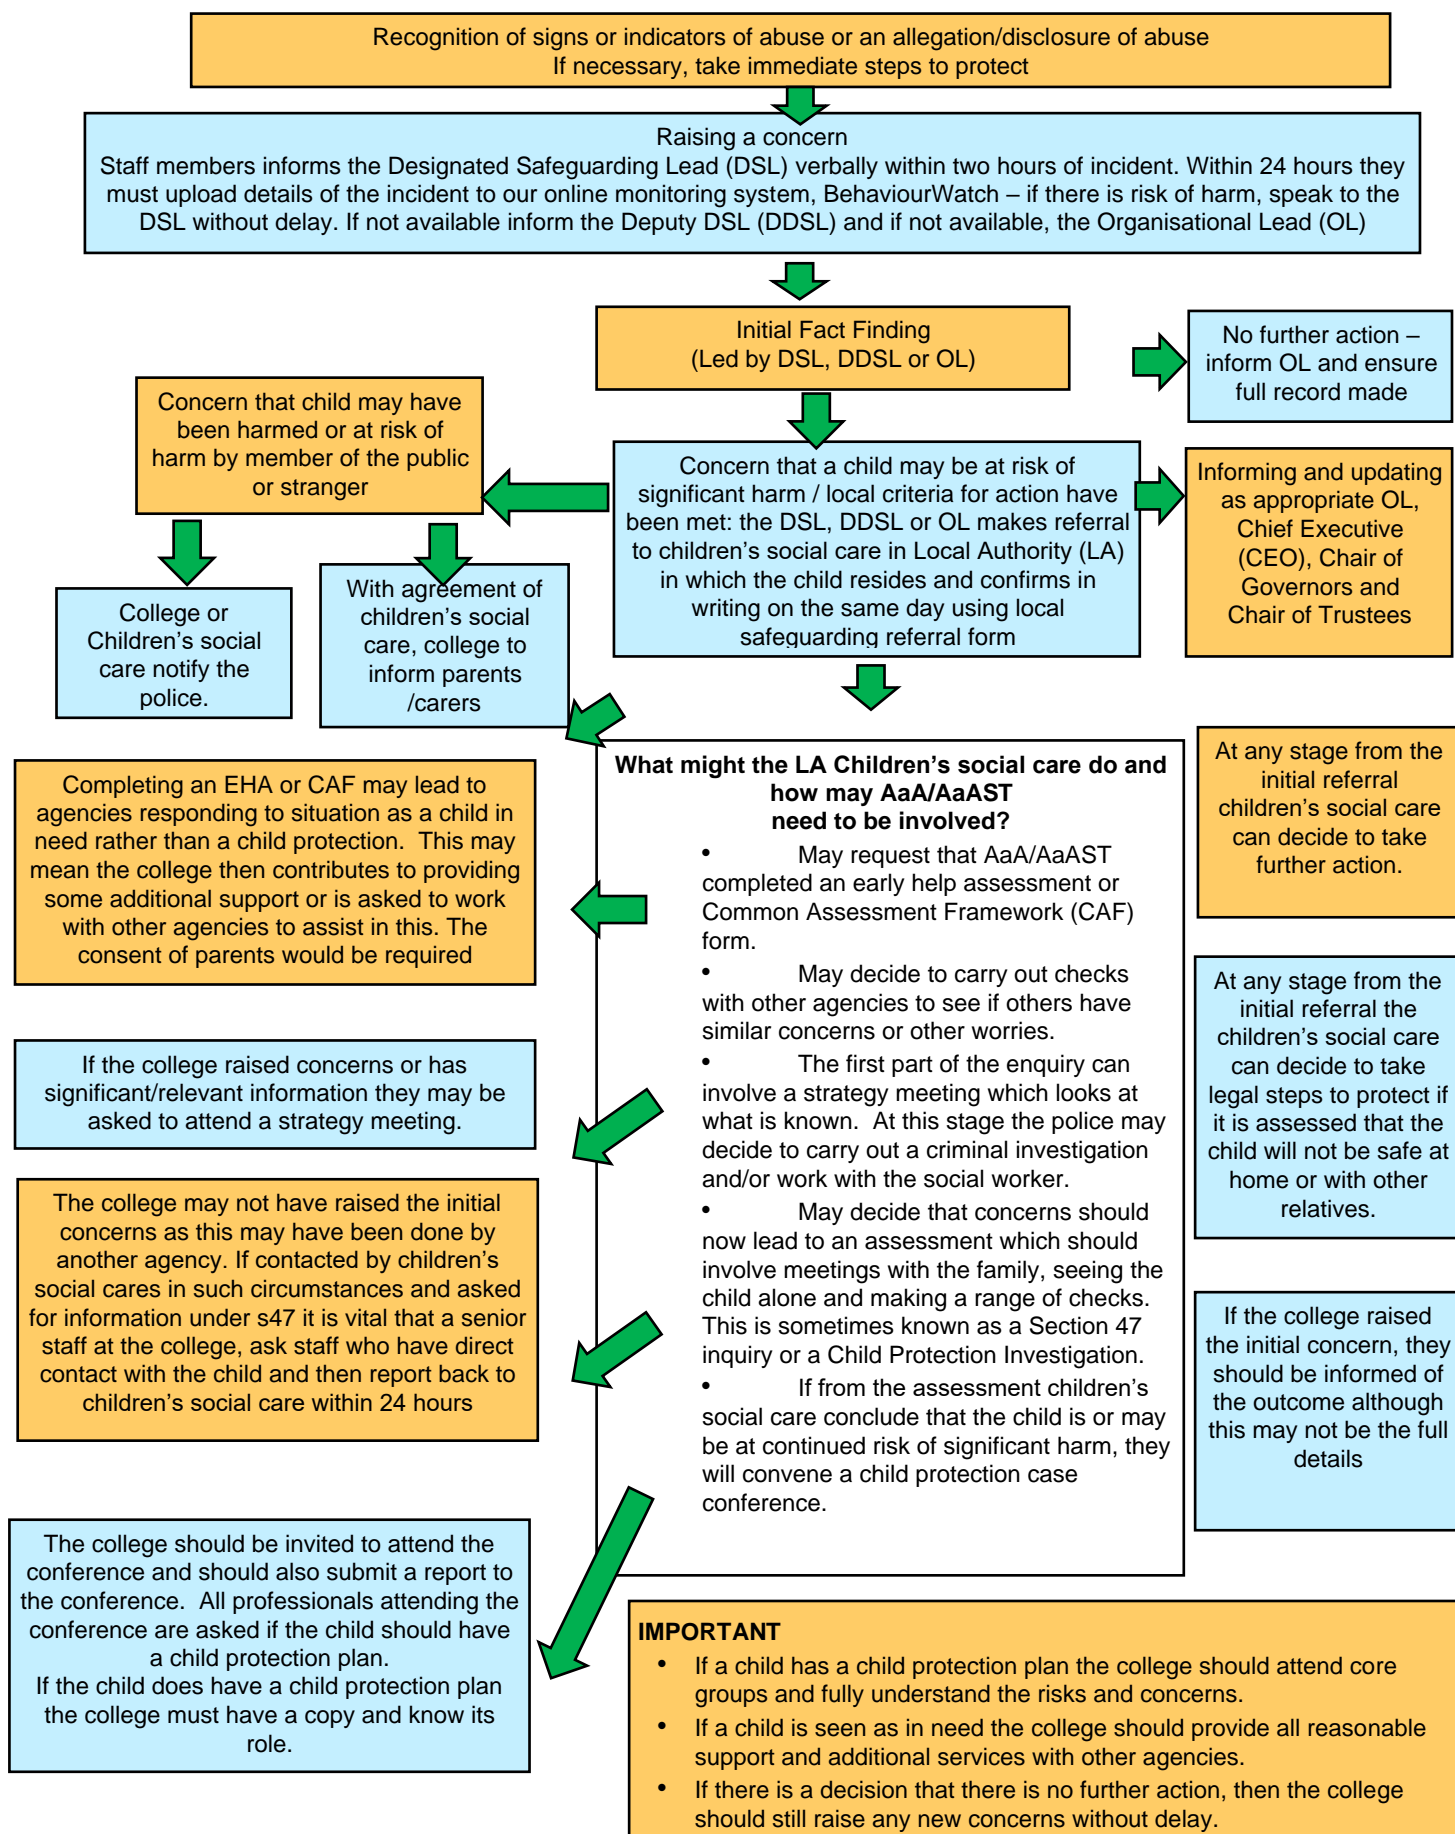 Recognition of signs or indicators of abuse or an allegation/disclosure of abuse
If necessary, take immediate steps to protect
Raising a concern
Staff members informs the Designated Safeguarding Lead (DSL) verbally within two hours of incident. Within 24 hours they
must upload details of the incident to our online monitoring system, BehaviourWatch – if there is risk of harm, speak to the
DSL without delay. If not available inform the Deputy DSL (DDSL) and if not available, the Organisational Lead (OL)
Initial Fact Finding
(Led by DSL, DDSL or OL)
No further action –
inform OL and ensure
full record made
Concern that child may have
been harmed or at risk of
harm by member of the public
or stranger
Concern that a child may be at risk of
significant harm / local criteria for action have
been met: the DSL, DDSL or OL makes referral
to children’s social care in Local Authority (LA)
in which the child resides and confirms in
writing on the same day using local
safeguarding referral form
Informing and updating
as appropriate OL,
Chief Executive
(CEO), Chair of
Governors and
Chair of Trustees
College or
Children’s social
care notify the
police.
With agreement of
children’s social
care, college to
inform parents
/carers
What might the LA Children’s social care do and
how may AaA/AaAST
need to be involved?
• May request that AaA/AaAST
completed an early help assessment or
Common Assessment Framework (CAF)
form.
• May decide to carry out checks
with other agencies to see if others have
similar concerns or other worries.
• The first part of the enquiry can
involve a strategy meeting which looks at
what is known. At this stage the police may
decide to carry out a criminal investigation
and/or work with the social worker.
• May decide that concerns should
now lead to an assessment which should
involve meetings with the family, seeing the
child alone and making a range of checks.
This is sometimes known as a Section 47
inquiry or a Child Protection Investigation.
• If from the assessment children’s
social care conclude that the child is or may
be at continued risk of significant harm, they
will convene a child protection case
conference.
Completing an EHA or CAF may lead to
agencies responding to situation as a child in
need rather than a child protection. This may
mean the college then contributes to providing
some additional support or is asked to work
with other agencies to assist in this. The
consent of parents would be required
If the college raised concerns or has
significant/relevant information they may be
asked to attend a strategy meeting.
The college may not have raised the initial
concerns as this may have been done by
another agency. If contacted by children’s
social cares in such circumstances and asked
for information under s47 it is vital that a senior
staff at the college, ask staff who have direct
contact with the child and then report back to
children’s social care within 24 hours
The college should be invited to attend the
conference and should also submit a report to
the conference. All professionals attending the
conference are asked if the child should have
a child protection plan.
If the child does have a child protection plan
the college must have a copy and know its
role.
At any stage from the
initial referral
children’s social care
can decide to take
further action.
At any stage from the
initial referral the
children’s social care
can decide to take
legal steps to protect if
it is assessed that the
child will not be safe at
home or with other
relatives.
If the college raised
the initial concern, they
should be informed of
the outcome although
this may not be the full
details
IMPORTANT
• If a child has a child protection plan the college should attend core
groups and fully understand the risks and concerns.
• If a child is seen as in need the college should provide all reasonable
support and additional services with other agencies.
• If there is a decision that there is no further action, then the college
should still raise any new concerns without delay.